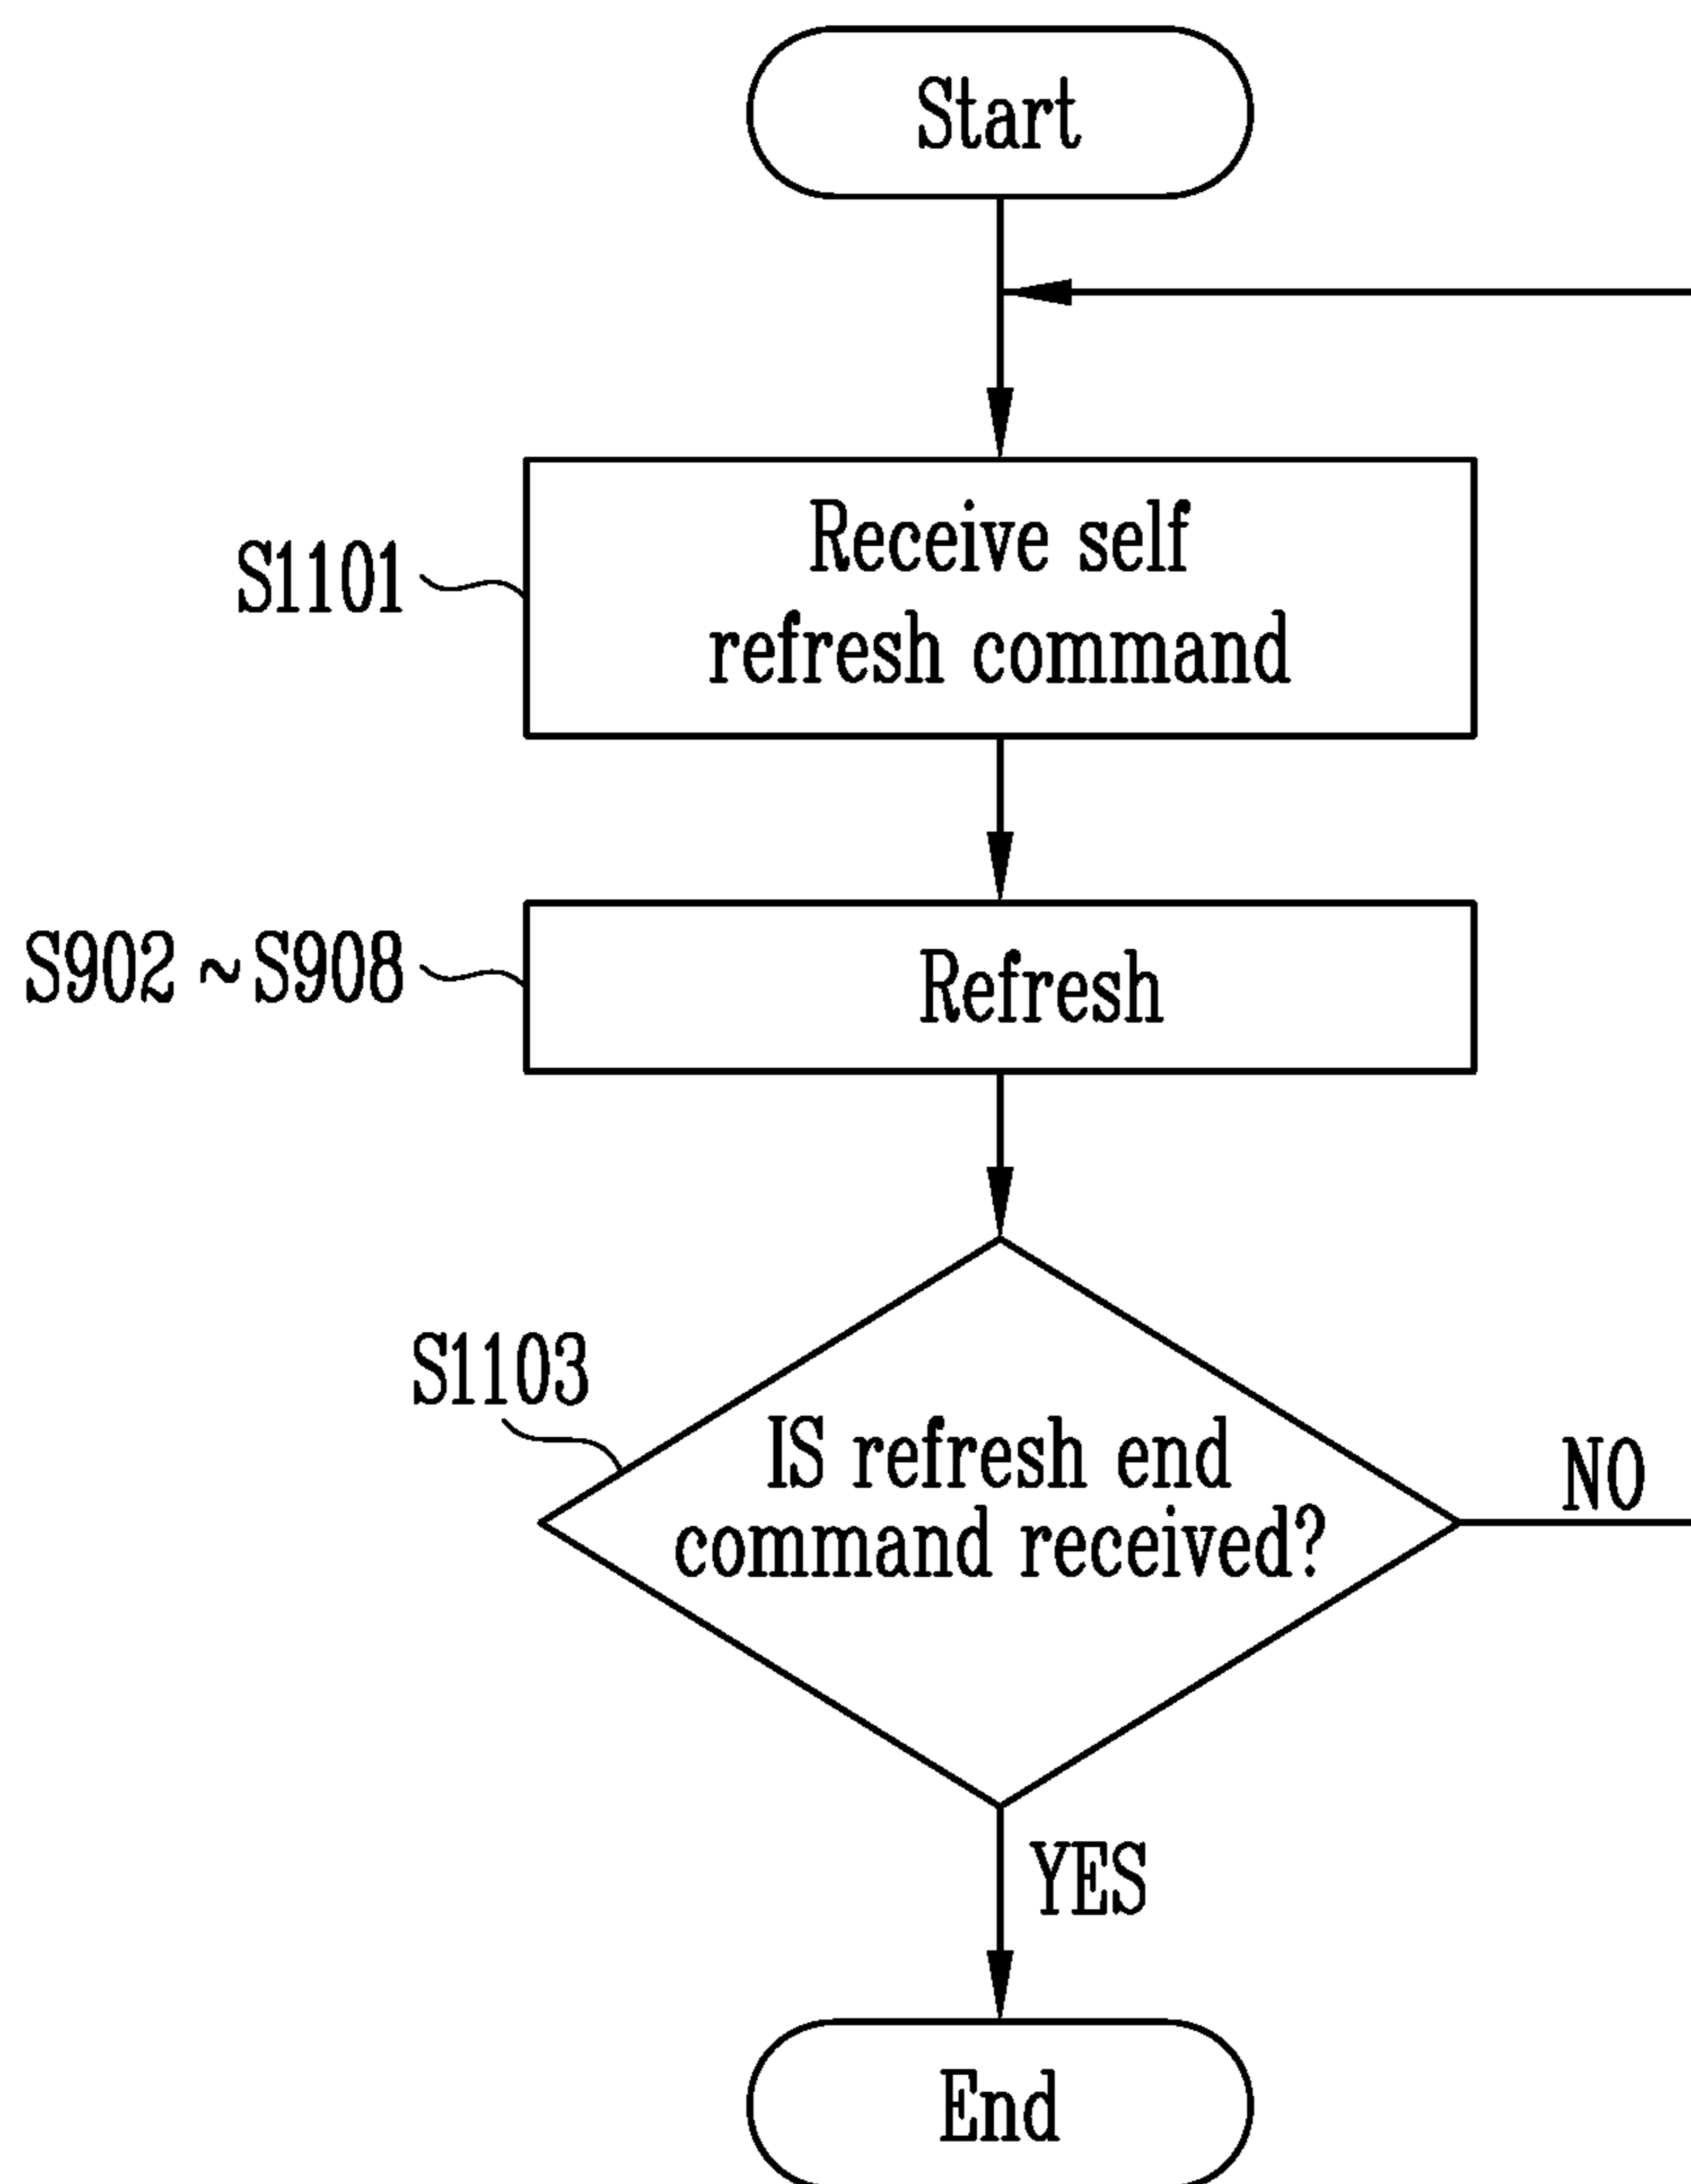 Start
S1101
Receive self
refresh command
S902 ~S908
Refresh
S1103
IS refresh end
command received?
NO
YES
End